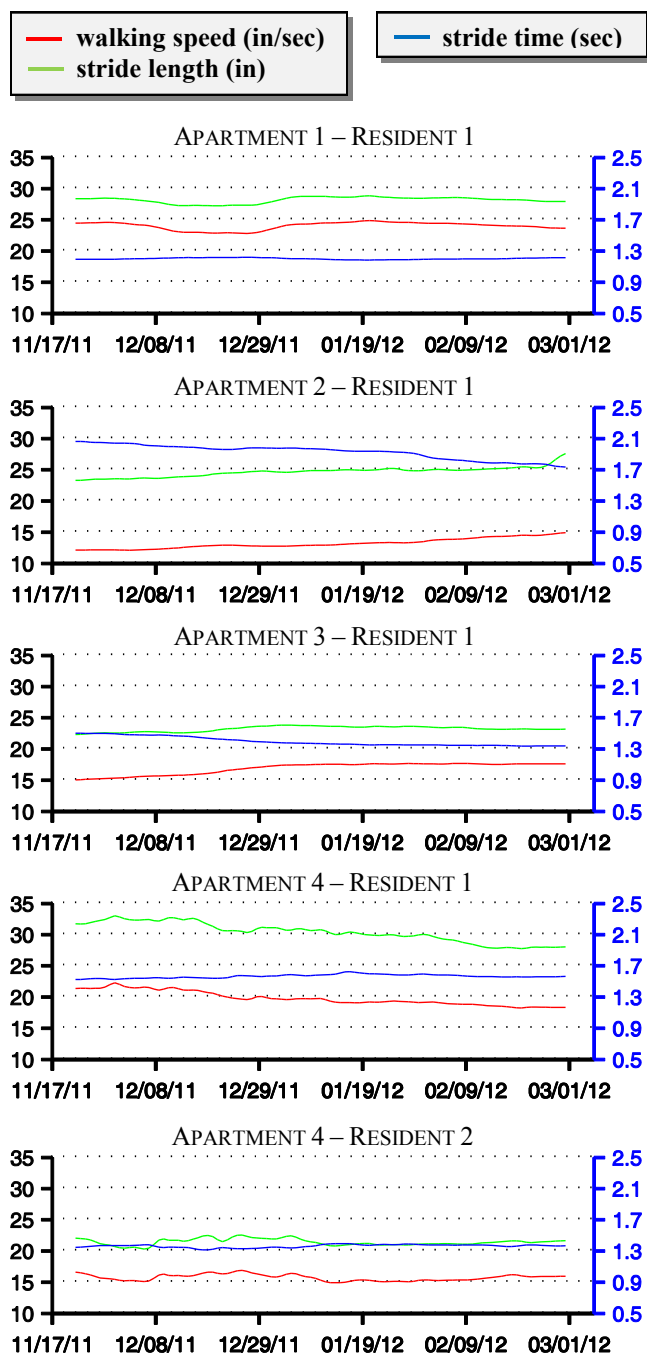 walking speed (in/sec)
stride length (in)
stride time (sec)
APARTMENT 1 – RESIDENT 1
35 2.5
30 2.1
25 1.7
20 1.3
15 0.9
10 0.5
11/17/11 12/08/11 12/29/11 01/19/12 02/09/12 03/01/12
APARTMENT 2 – RESIDENT 1
35 2.5
30 2.1
25 1.7
20 1.3
15 0.9
10 0.5
11/17/11 12/08/11 12/29/11 01/19/12 02/09/12 03/01/12
APARTMENT 3 – RESIDENT 1
35 2.5
30 2.1
25 1.7
20 1.3
15 0.9
10 0.5
11/17/11 12/08/11 12/29/11 01/19/12 02/09/12 03/01/12
APARTMENT 4 – RESIDENT 1
35 2.5
30 2.1
25 1.7
20 1.3
15 0.9
10 0.5
11/17/11 12/08/11 12/29/11 01/19/12 02/09/12 03/01/12
APARTMENT 4 – RESIDENT 2
35 2.5
30 2.1
25 1.7
20 1.3
15 0.9
10 0.5
11/17/11 12/08/11 12/29/11 01/19/12 02/09/12 03/01/12